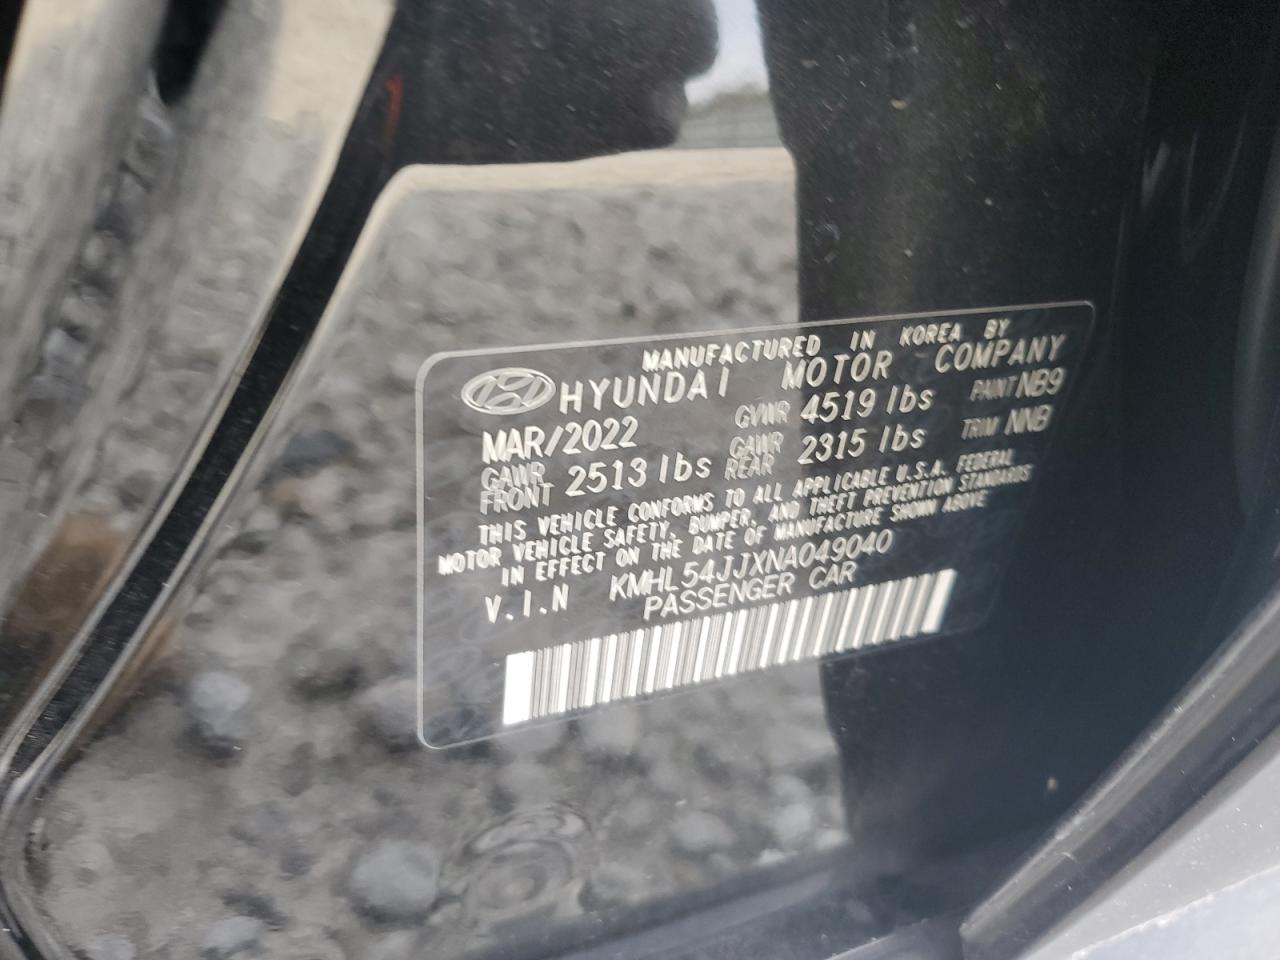 MANUFACTURED IN KOREA BY
HYUNDAI MOTOR COMPANY
MAR/2022 GVWR 4519 lbs PAINT NB9
GAWR FRONT 2513 lbs GAWR REAR 2315 lbs TRIM NNB
THIS VEHICLE CONFORMS TO ALL APPLICABLE U.S.A. FEDERAL
MOTOR VEHICLE SAFETY, BUMPER, AND THEFT PREVENTION STANDARDS
IN EFFECT ON THE DATE OF MANUFACTURE SHOWN ABOVE
V.I.N KMHL54JJXNA049040
PASSENGER CAR